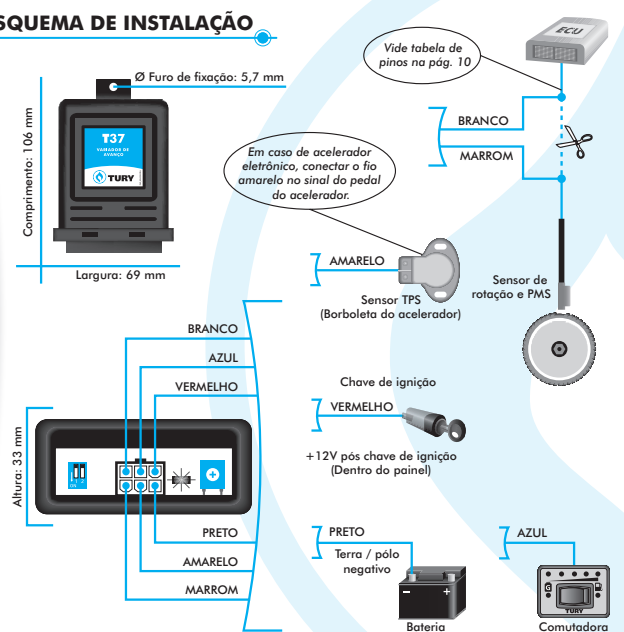 SQUEMA DE INSTALAÇÃO
Ø Furo de fixação: 5,7 mm
Comprimento: 106 mm
T37
VARIADOR DE
AVANÇO
TURY
Largura: 69 mm
ECU
Vide tabela de
pinos na pág. 10
BRANCO
MARROM
Em caso de acelerador
eletrônico, conectar o fio
amarelo no sinal do pedal
do acelerador.
AMARELO
Sensor TPS
(Borboleta do acelerador)
Sensor de
rotação e PMS
BRANCO
AZUL
VERMELHO
Chave de ignição
VERMELHO
+12V pós chave de ignição
(Dentro do painel)
Altura: 33 mm
ON
1 2
PRETO
AMARELO
MARROM
PRETO
Terra / pólo
negativo
- +
Bateria
AZUL
G
TURY
Comutadora